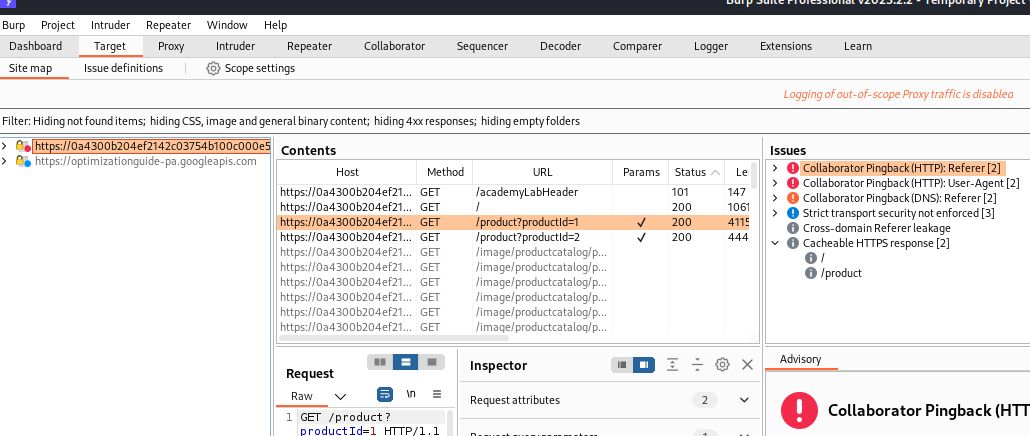 Burp Suite Professional v2023.2.2 - Temporary Project -
Burp Project Intruder Repeater Window Help
Dashboard Target Proxy Intruder Repeater Collaborator Sequencer Decoder Comparer Logger Extensions Learn
Site map Issue definitions Scope settings
Logging of out-of-scope Proxy traffic is disabled
Filter: Hiding not found items; hiding CSS, image and general binary content; hiding 4xx responses; hiding empty folders
https://0a4300b204ef2142c03754b100c000e5
https://optimizationguide-pa.googleapis.com
Contents
Host Method URL Params Status Le
https://0a4300b204ef21... GET /academyLabHeader 101 147
https://0a4300b204ef21... GET / 200 1061
https://0a4300b204ef21... GET /product?productId=1 ✓ 200 4115
https://0a4300b204ef21... GET /product?productId=2 ✓ 200 444
https://0a4300b204ef21... GET /image/productcatalog/p...
https://0a4300b204ef21... GET /image/productcatalog/p...
https://0a4300b204ef21... GET /image/productcatalog/p...
https://0a4300b204ef21... GET /image/productcatalog/p...
https://0a4300b204ef21... GET /image/productcatalog/p...
https://0a4300b204ef21... GET /image/productcatalog/p...
Issues
Collaborator Pingback (HTTP): Referer [2]
Collaborator Pingback (HTTP): User-Agent [2]
Collaborator Pingback (DNS): Referer [2]
Strict transport security not enforced [3]
Cross-domain Referer leakage
Cacheable HTTPS response [2]
/
/product
Request
Raw
\n
1 GET /product?
productId=1 HTTP/1.1
Inspector
Request attributes 2
Request query parameters 1
Advisory
Collaborator Pingback (HTT